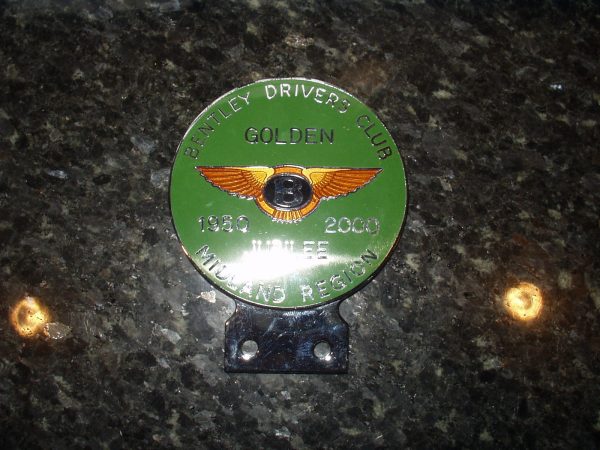 BENTLEY DRIVERS CLUB
GOLDEN
B
1950 2000
JUBILEE
MIDLAND REGION